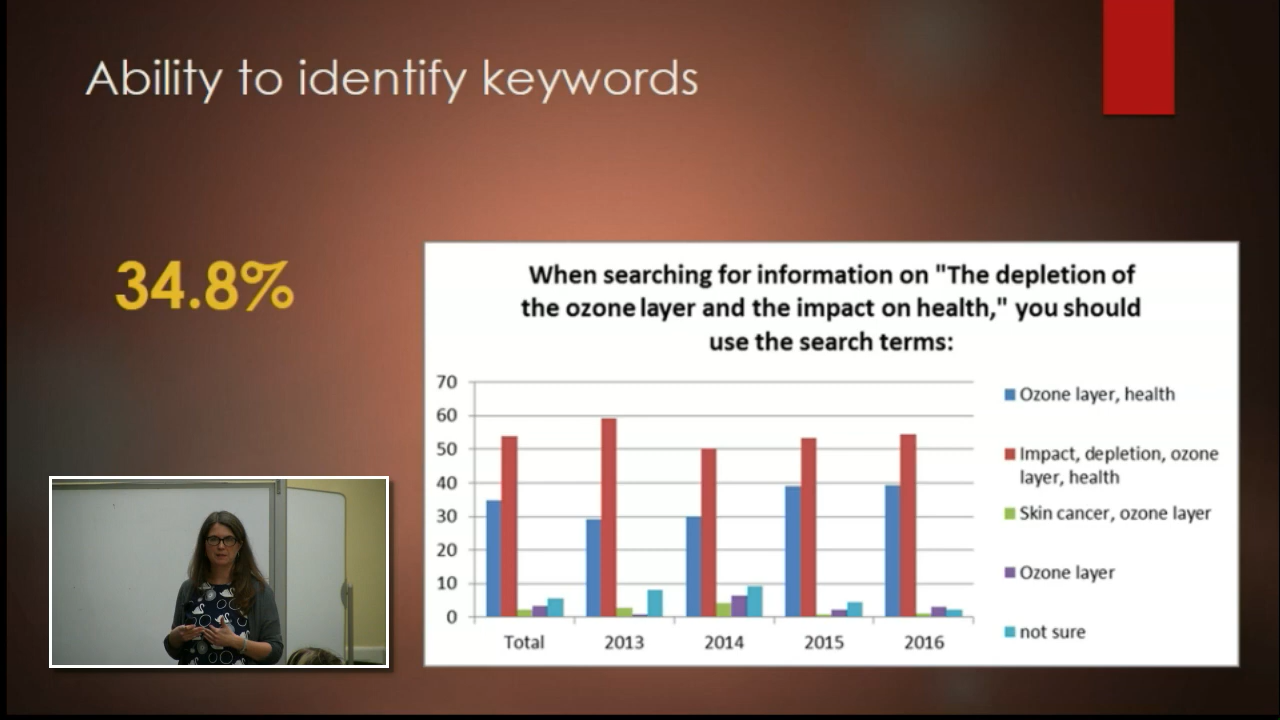 Ability to identify keywords
34.8%
When searching for information on "The depletion of
the ozone layer and the impact on health," you should
use the search terms:
70
60
50
40
30
20
10
0
Total
2013
2014
2015
2016
Ozone layer, health
Impact, depletion, ozone
layer, health
Skin cancer, ozone layer
Ozone layer
not sure